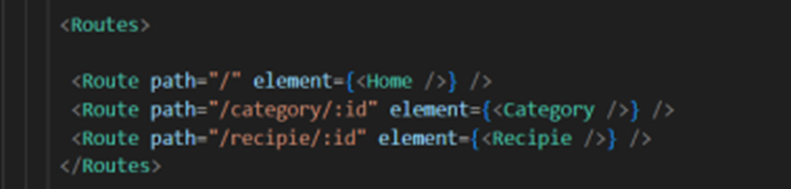 <Routes>
<Route path="/" element={<Home />} />
<Route path="/category/:id" element={<Category />} />
<Route path="/recipie/:id" element={<Recipie />} />
</Routes>